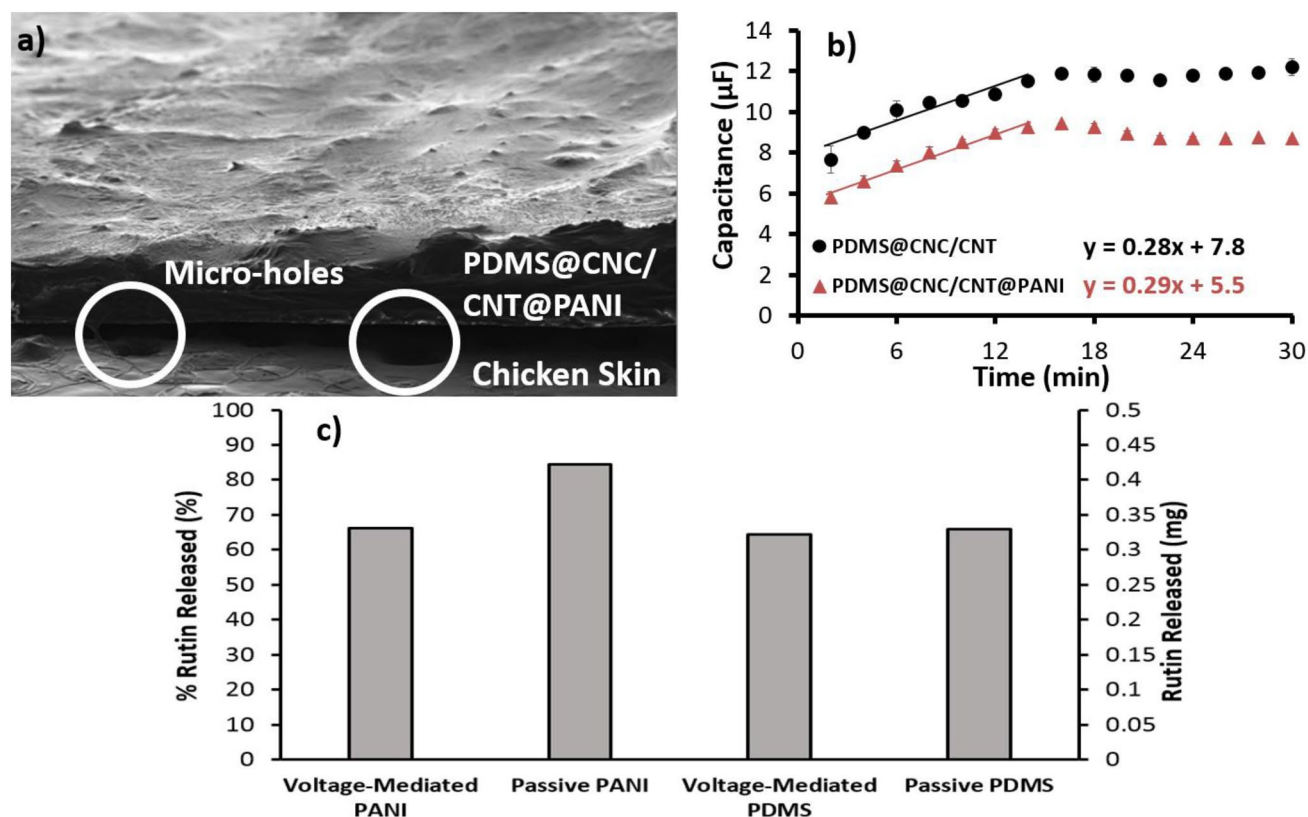 a)
Micro-holes
PDMS@CNC/
CNT@PANI
Chicken Skin
b)
Capacitance (µF)
14
12
10
8
6
4
2
0
PDMS@CNC/CNT
y = 0.28x + 7.8
PDMS@CNC/CNT@PANI
y = 0.29x + 5.5
0
6
12
18
24
30
Time (min)
c)
% Rutin Released (%)
100
90
80
70
60
50
40
30
20
10
0
0.5
0.45
0.4
0.35
0.3
0.25
0.2
0.15
0.1
0.05
0
Rutin Released (mg)
Voltage-Mediated
PANI
Passive PANI
Voltage-Mediated
PDMS
Passive PDMS